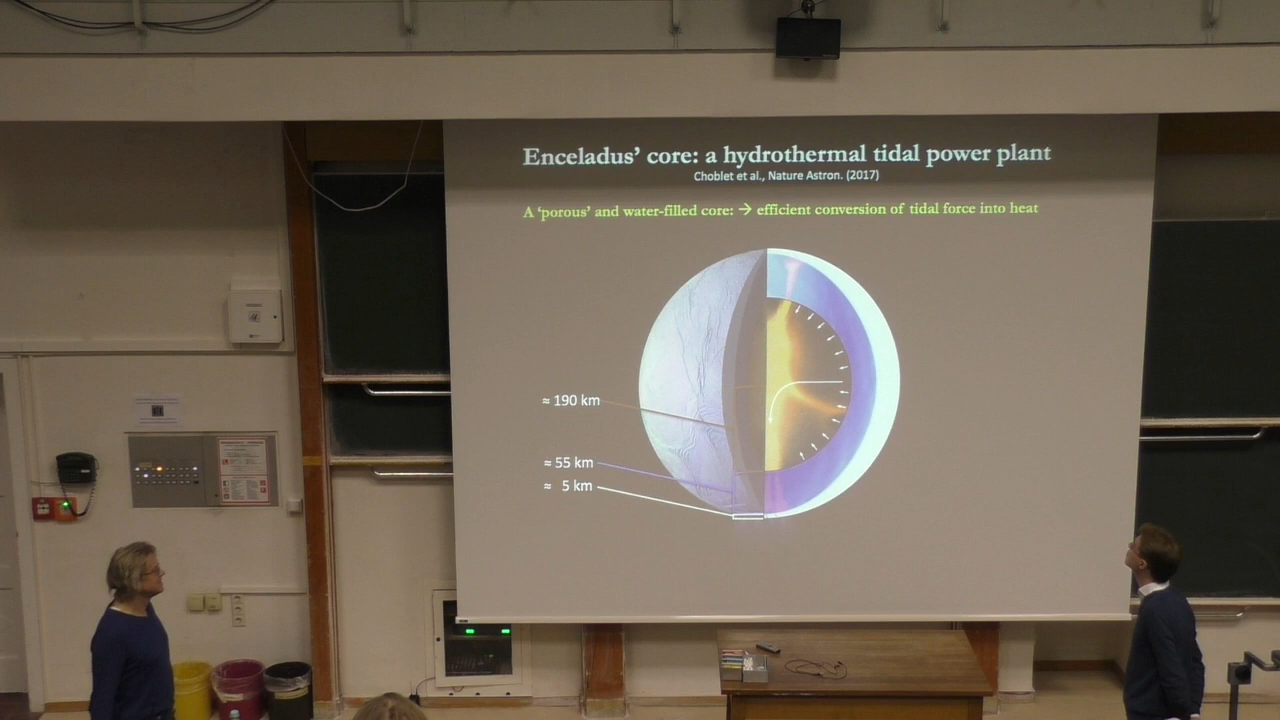 Enceladus’ core: a hydrothermal tidal power plant
Choblet et al., Nature Astron. (2017)
A ‘porous’ and water-filled core: → efficient conversion of tidal force into heat
≈ 190 km
≈ 55 km
≈ 5 km